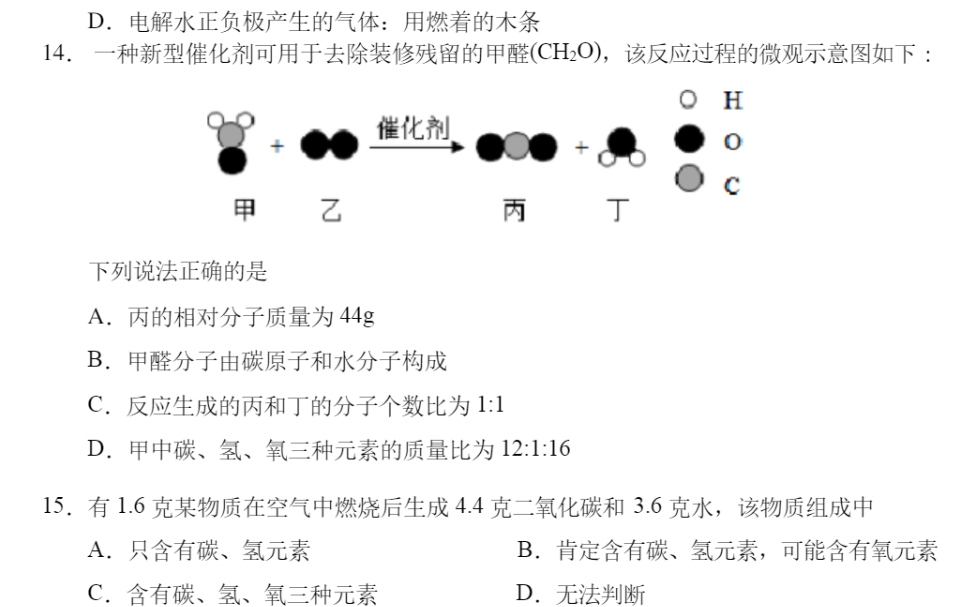 D．电解水正负极产生的气体：用燃着的木条
14． 一种新型催化剂可用于去除装修残留的甲醛(CH₂O)，该反应过程的微观示意图如下：
H
催化剂
+ + O
C
甲 乙 丙 丁
下列说法正确的是
A．丙的相对分子质量为 44g
B．甲醛分子由碳原子和水分子构成
C．反应生成的丙和丁的分子个数比为 1:1
D．甲中碳、氢、氧三种元素的质量比为 12:1:16
15．有 1.6 克某物质在空气中燃烧后生成 4.4 克二氧化碳和 3.6 克水，该物质组成中
A．只含有碳、氢元素 B．肯定含有碳、氢元素，可能含有氧元素
C．含有碳、氢、氧三种元素 D．无法判断